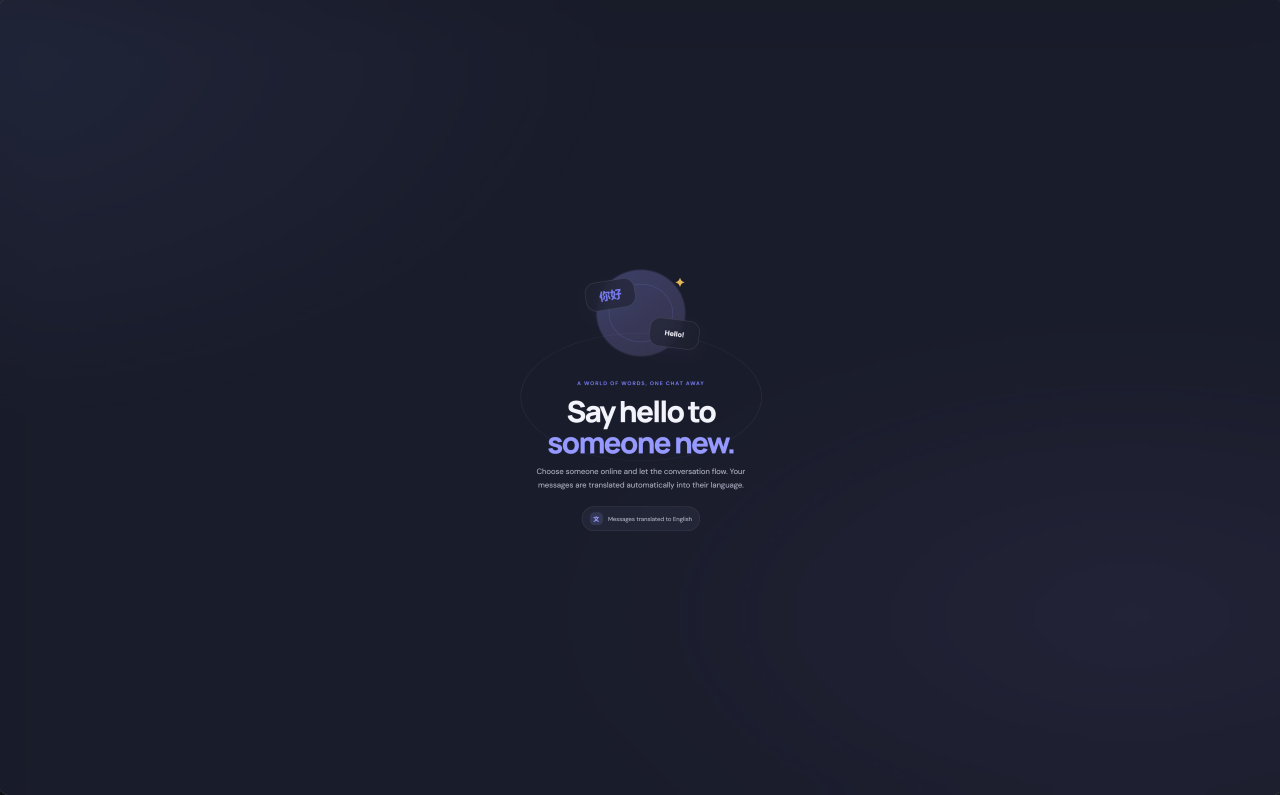 你好
Hello!
A WORLD OF WORDS, ONE CHAT AWAY
Say hello to
someone new.
Choose someone online and let the conversation flow. Your
messages are translated automatically into their language.
文 Messages translated to English